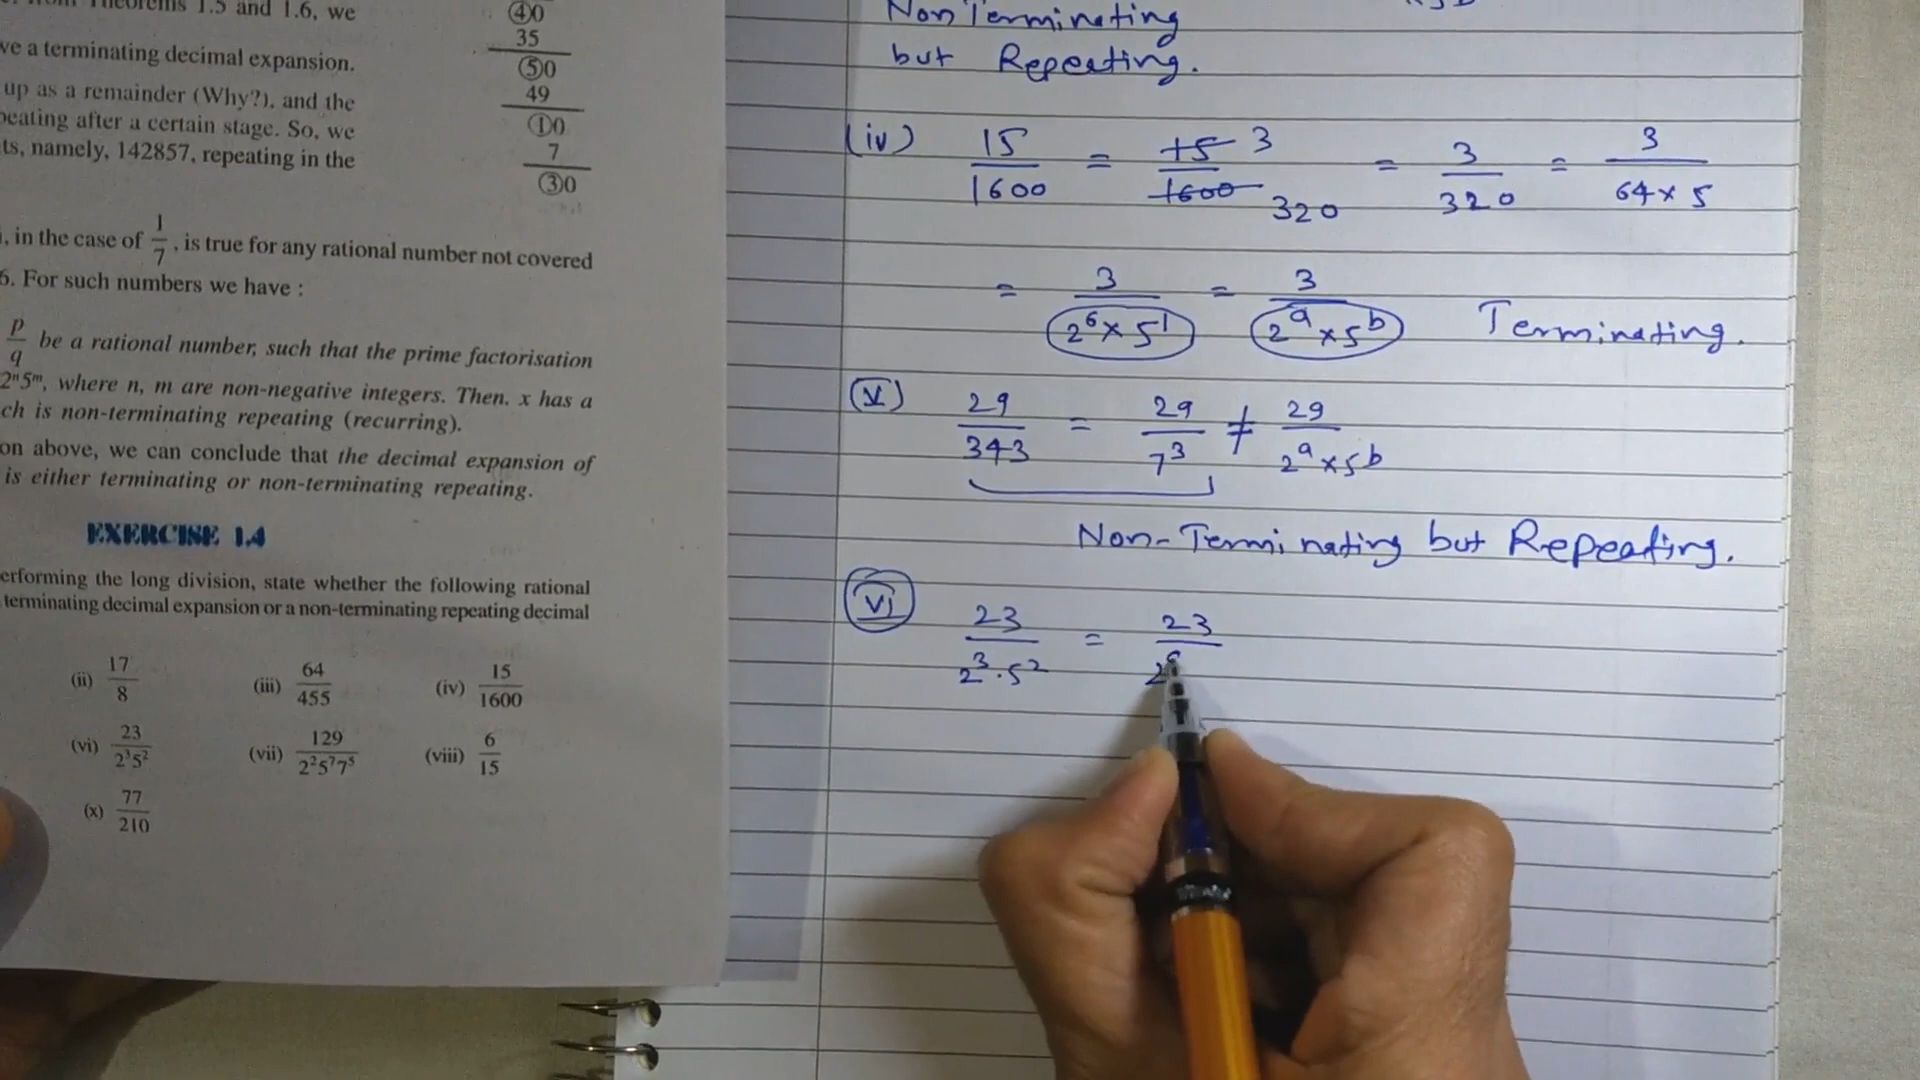 Theorems 1.5 and 1.6, we
ve a terminating decimal expansion.
up as a remainder (Why?), and the
peating after a certain stage. So, we
ts, namely, 142857, repeating in the
40
35
50
49
10
7
30
, in the case of 1/7, is true for any rational number not covered
6. For such numbers we have :
p/q be a rational number, such that the prime factorisation
2ⁿ5ᵐ, where n, m are non-negative integers. Then, x has a
ch is non-terminating repeating (recurring).
on above, we can conclude that the decimal expansion of
is either terminating or non-terminating repeating.
EXERCISE 1.4
erforming the long division, state whether the following rational
terminating decimal expansion or a non-terminating repeating decimal
(ii) 17/8 (iii) 64/455 (iv) 15/1600
(vi) 23/2³5² (vii) 129/2²5⁷7⁵ (viii) 6/15
(x) 77/210
Non Terminating
but Repeating.
(iv) 15/1600 = 15/1600 3/320 = 3/320 = 3/64×5
= 3/2⁶×5¹ = 3/2ᵃ×5ᵇ Terminating.
(V) 29/343 = 29/7³ ≠ 29/2ᵃ×5ᵇ
Non-Terminating but Repeating.
(vi) 23/2³·5² = 23/2